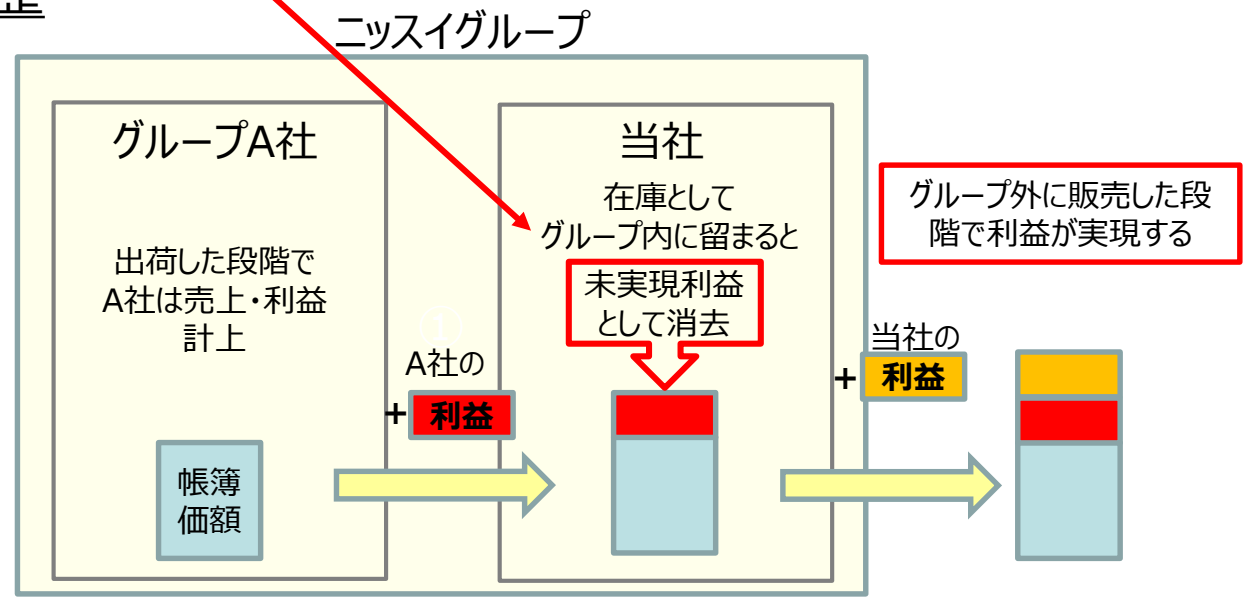 ニッスイグループ
グループA社
出荷した段階で
A社は売上・利益
計上
帳簿
価額
A社の
+
利益
当社
在庫として
グループ内に留まると
未実現利益
として消去
当社の
+
利益
グループ外に販売した段
階で利益が実現する